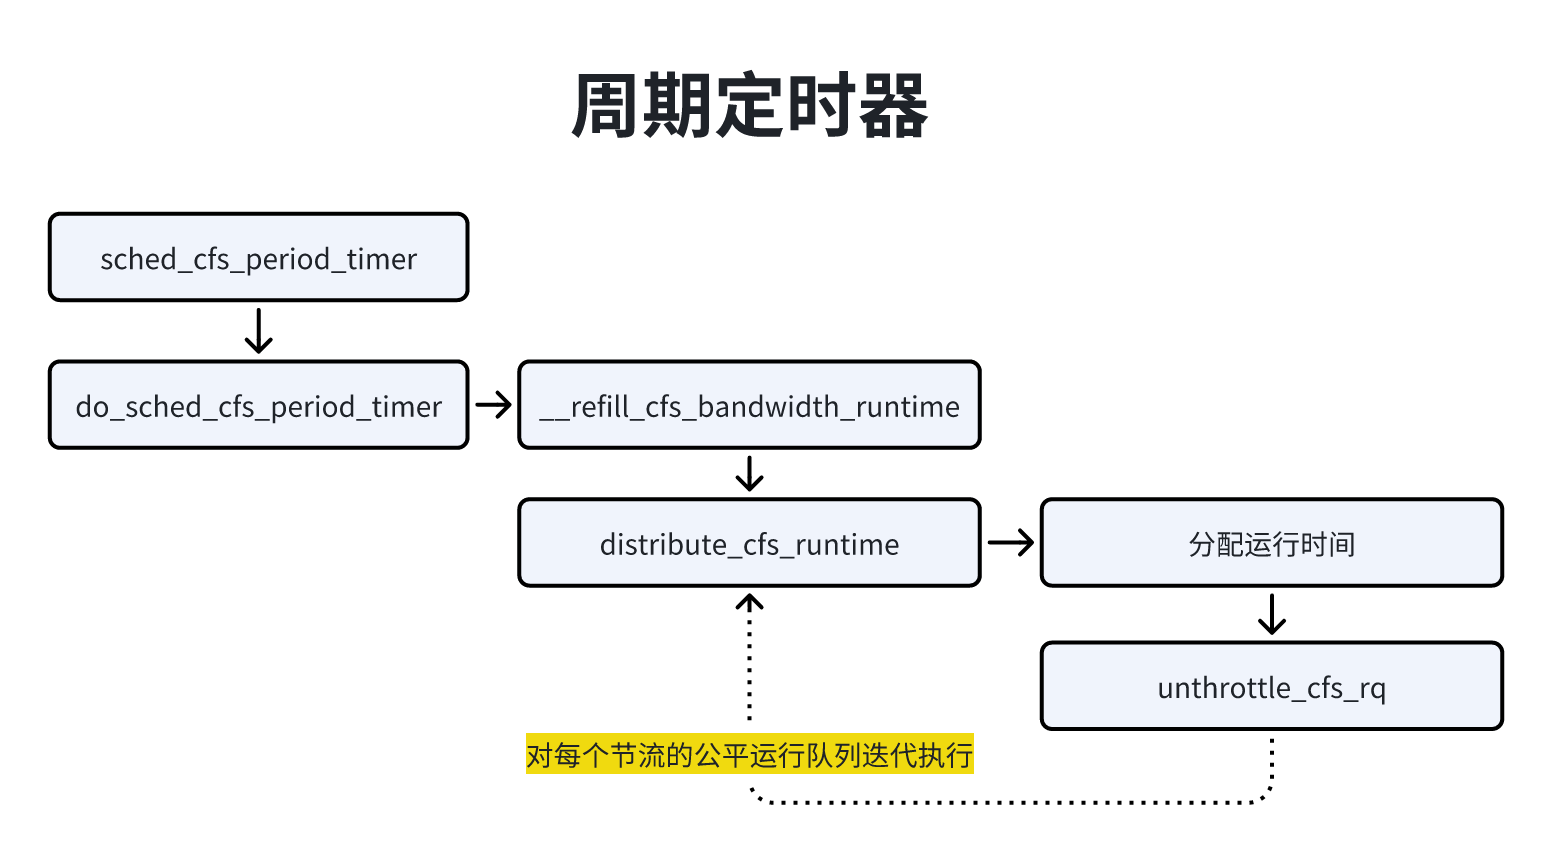 周期定时器
sched_cfs_period_timer
do_sched_cfs_period_timer
__refill_cfs_bandwidth_runtime
distribute_cfs_runtime
分配运行时间
unthrottle_cfs_rq
对每个节流的公平运行队列迭代执行